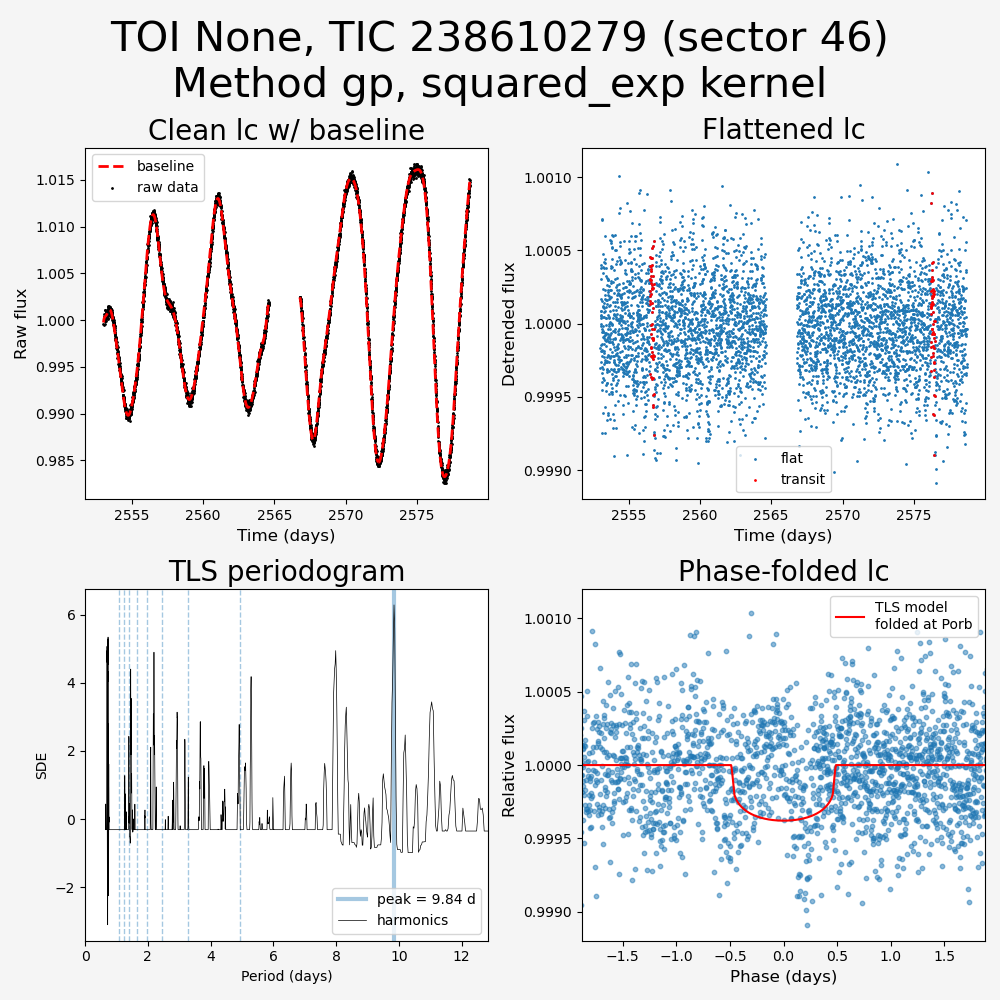 TOI None, TIC 238610279 (sector 46)
Method gp, squared_exp kernel
Clean lc w/ baseline
baseline
raw data
1.015
1.010
1.005
1.000
0.995
0.990
0.985
Raw flux
2555
2560
2565
2570
2575
Time (days)
Flattened lc
1.0010
1.0005
1.0000
0.9995
0.9990
Detrended flux
flat
transit
2555
2560
2565
2570
2575
Time (days)
TLS periodogram
6
4
2
0
−2
SDE
peak = 9.84 d
harmonics
0
2
4
6
8
10
12
Period (days)
Phase-folded lc
TLS model
folded at Porb
1.0010
1.0005
1.0000
0.9995
0.9990
Relative flux
−1.5
−1.0
−0.5
0.0
0.5
1.0
1.5
Phase (days)